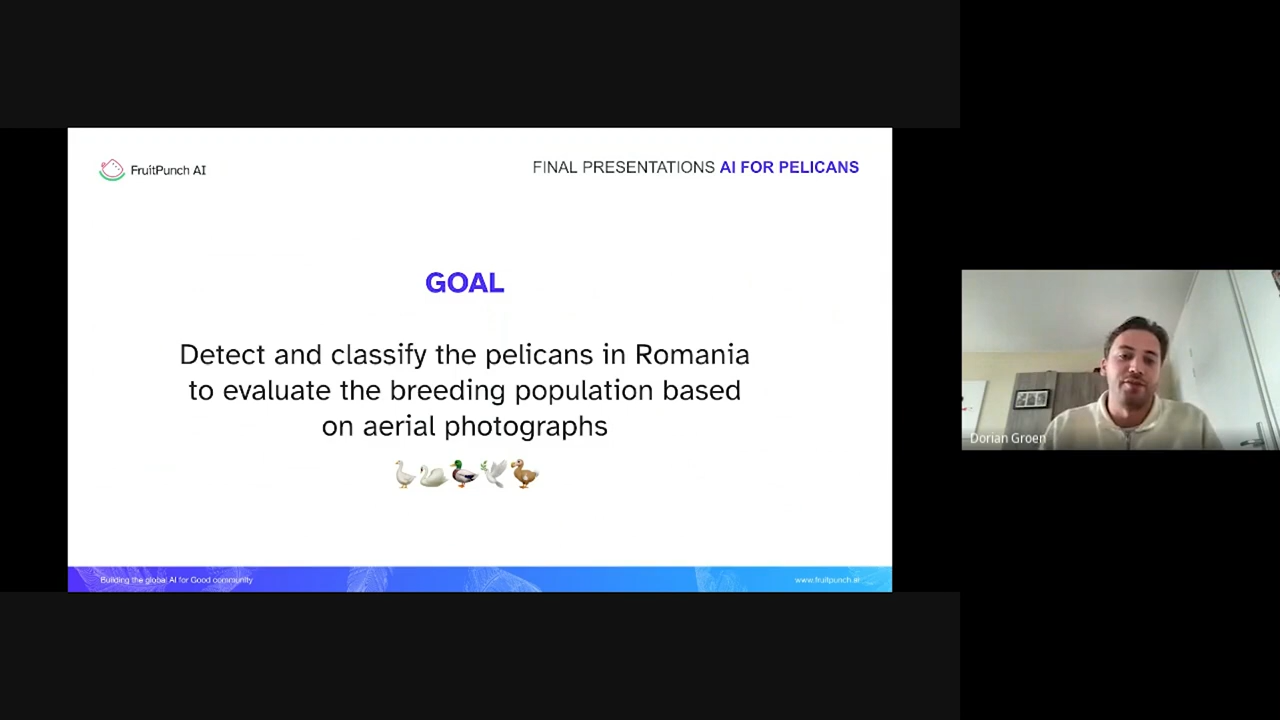 FruitPunch AI
FINAL PRESENTATIONS AI FOR PELICANS
GOAL
Detect and classify the pelicans in Romania
to evaluate the breeding population based
on aerial photographs
Building the global AI for Good community
www.fruitpunch.ai
Dorian Groen